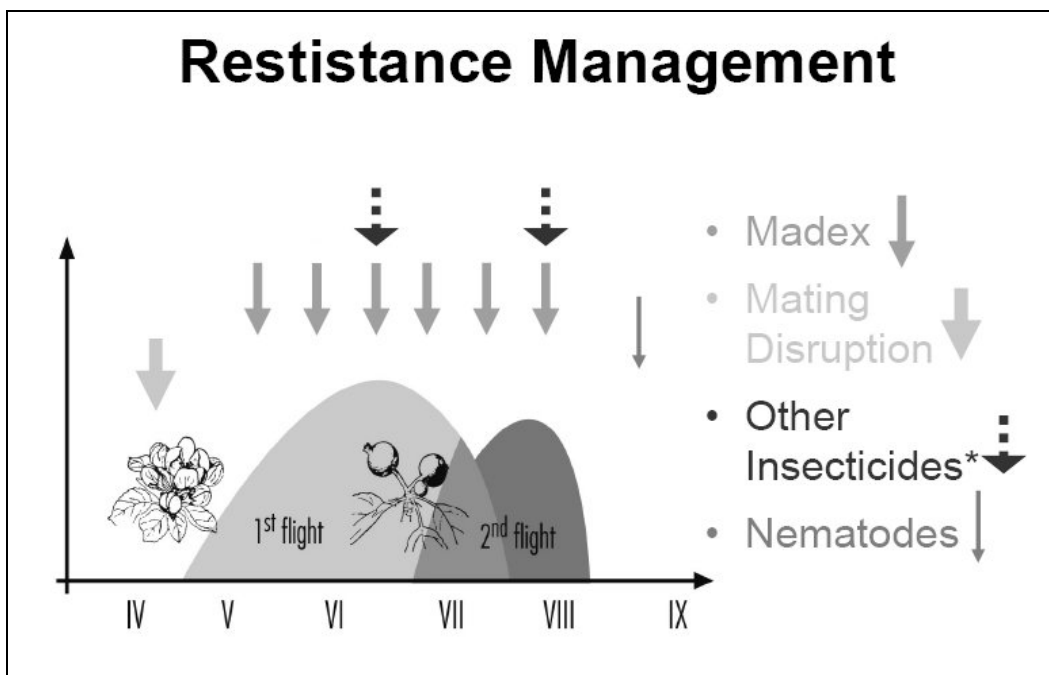 Restistance Management
• Madex
• Mating
Disruption
• Other
Insecticides*
• Nematodes
1st flight
2nd flight
IV V VI VII VIII IX